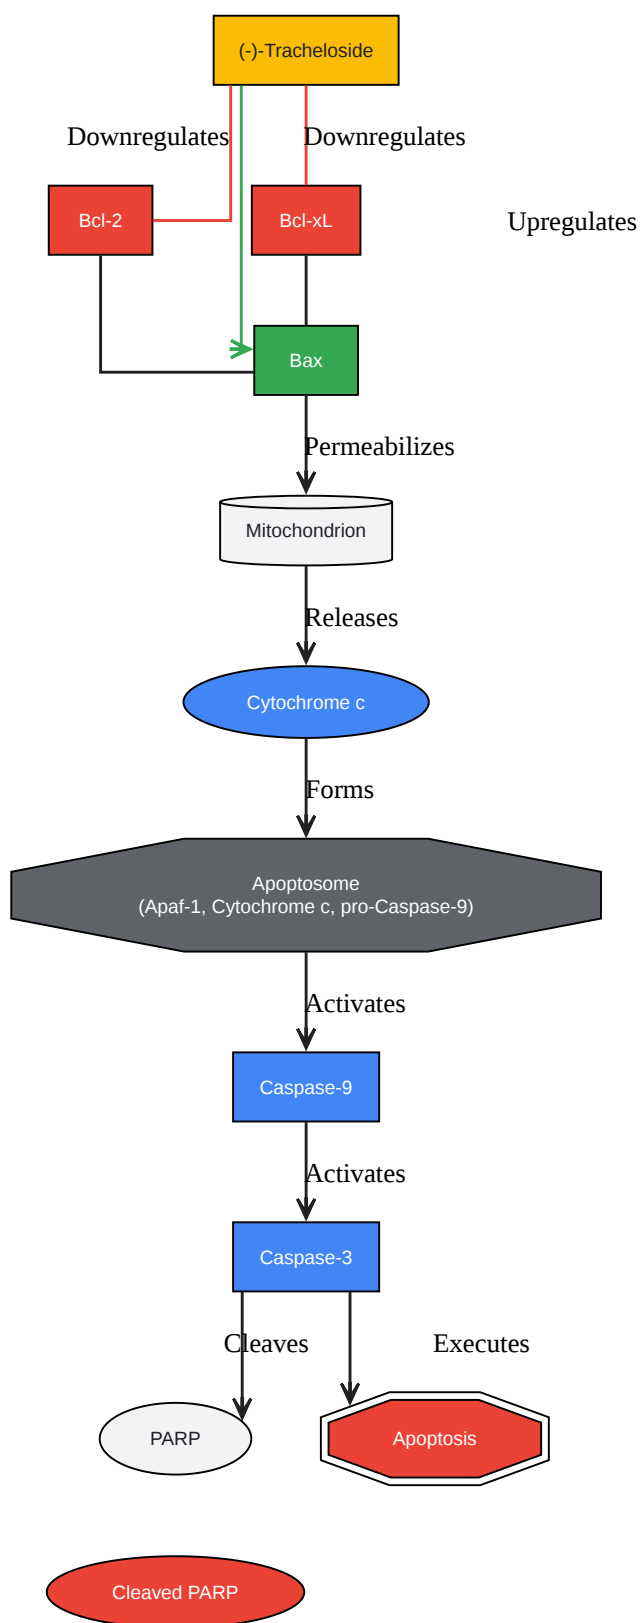 (-)-Tracheloside
Downregulates
Downregulates
Bcl-2
Bcl-xL
Upregulates
Bax
Permeabilizes
Mitochondrion
Releases
Cytochrome c
Forms
Apoptosome
(Apaf-1, Cytochrome c, pro-Caspase-9)
Activates
Caspase-9
Activates
Caspase-3
Cleaves
Executes
PARP
Apoptosis
Cleaved PARP